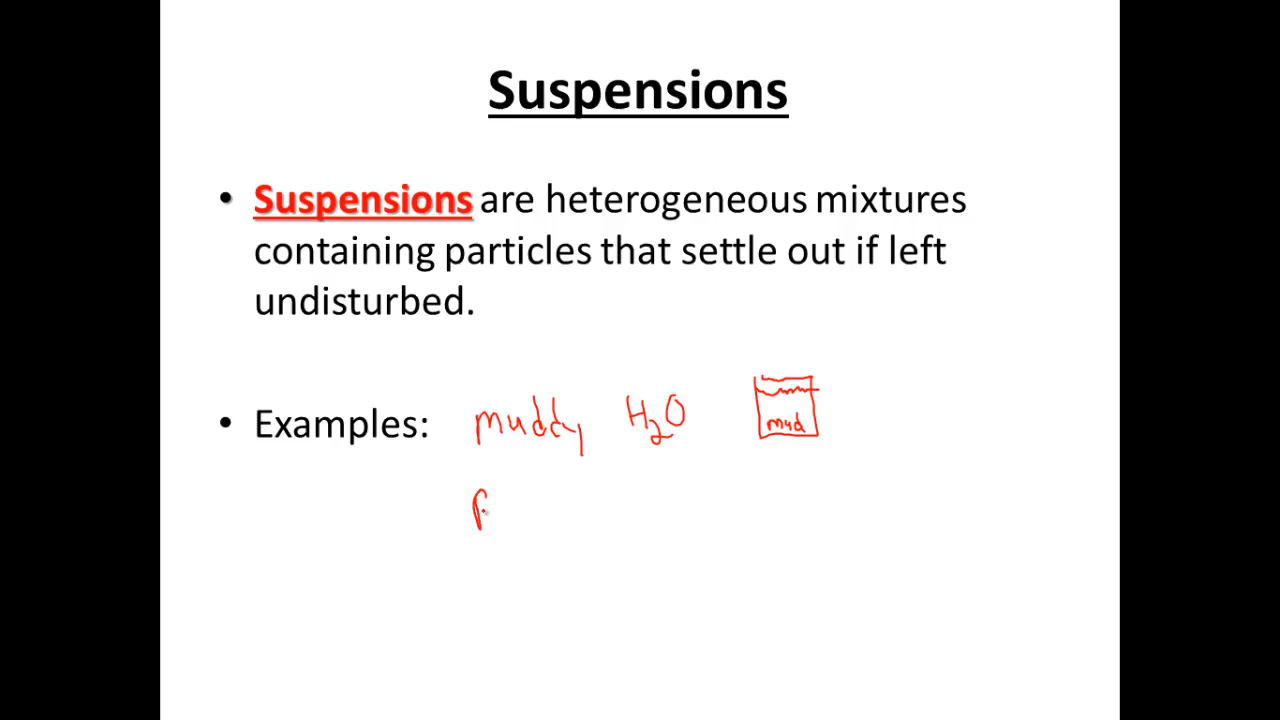 Suspensions
• Suspensions are heterogeneous mixtures
containing particles that settle out if left
undisturbed.
• Examples: muddy H₂O
mud